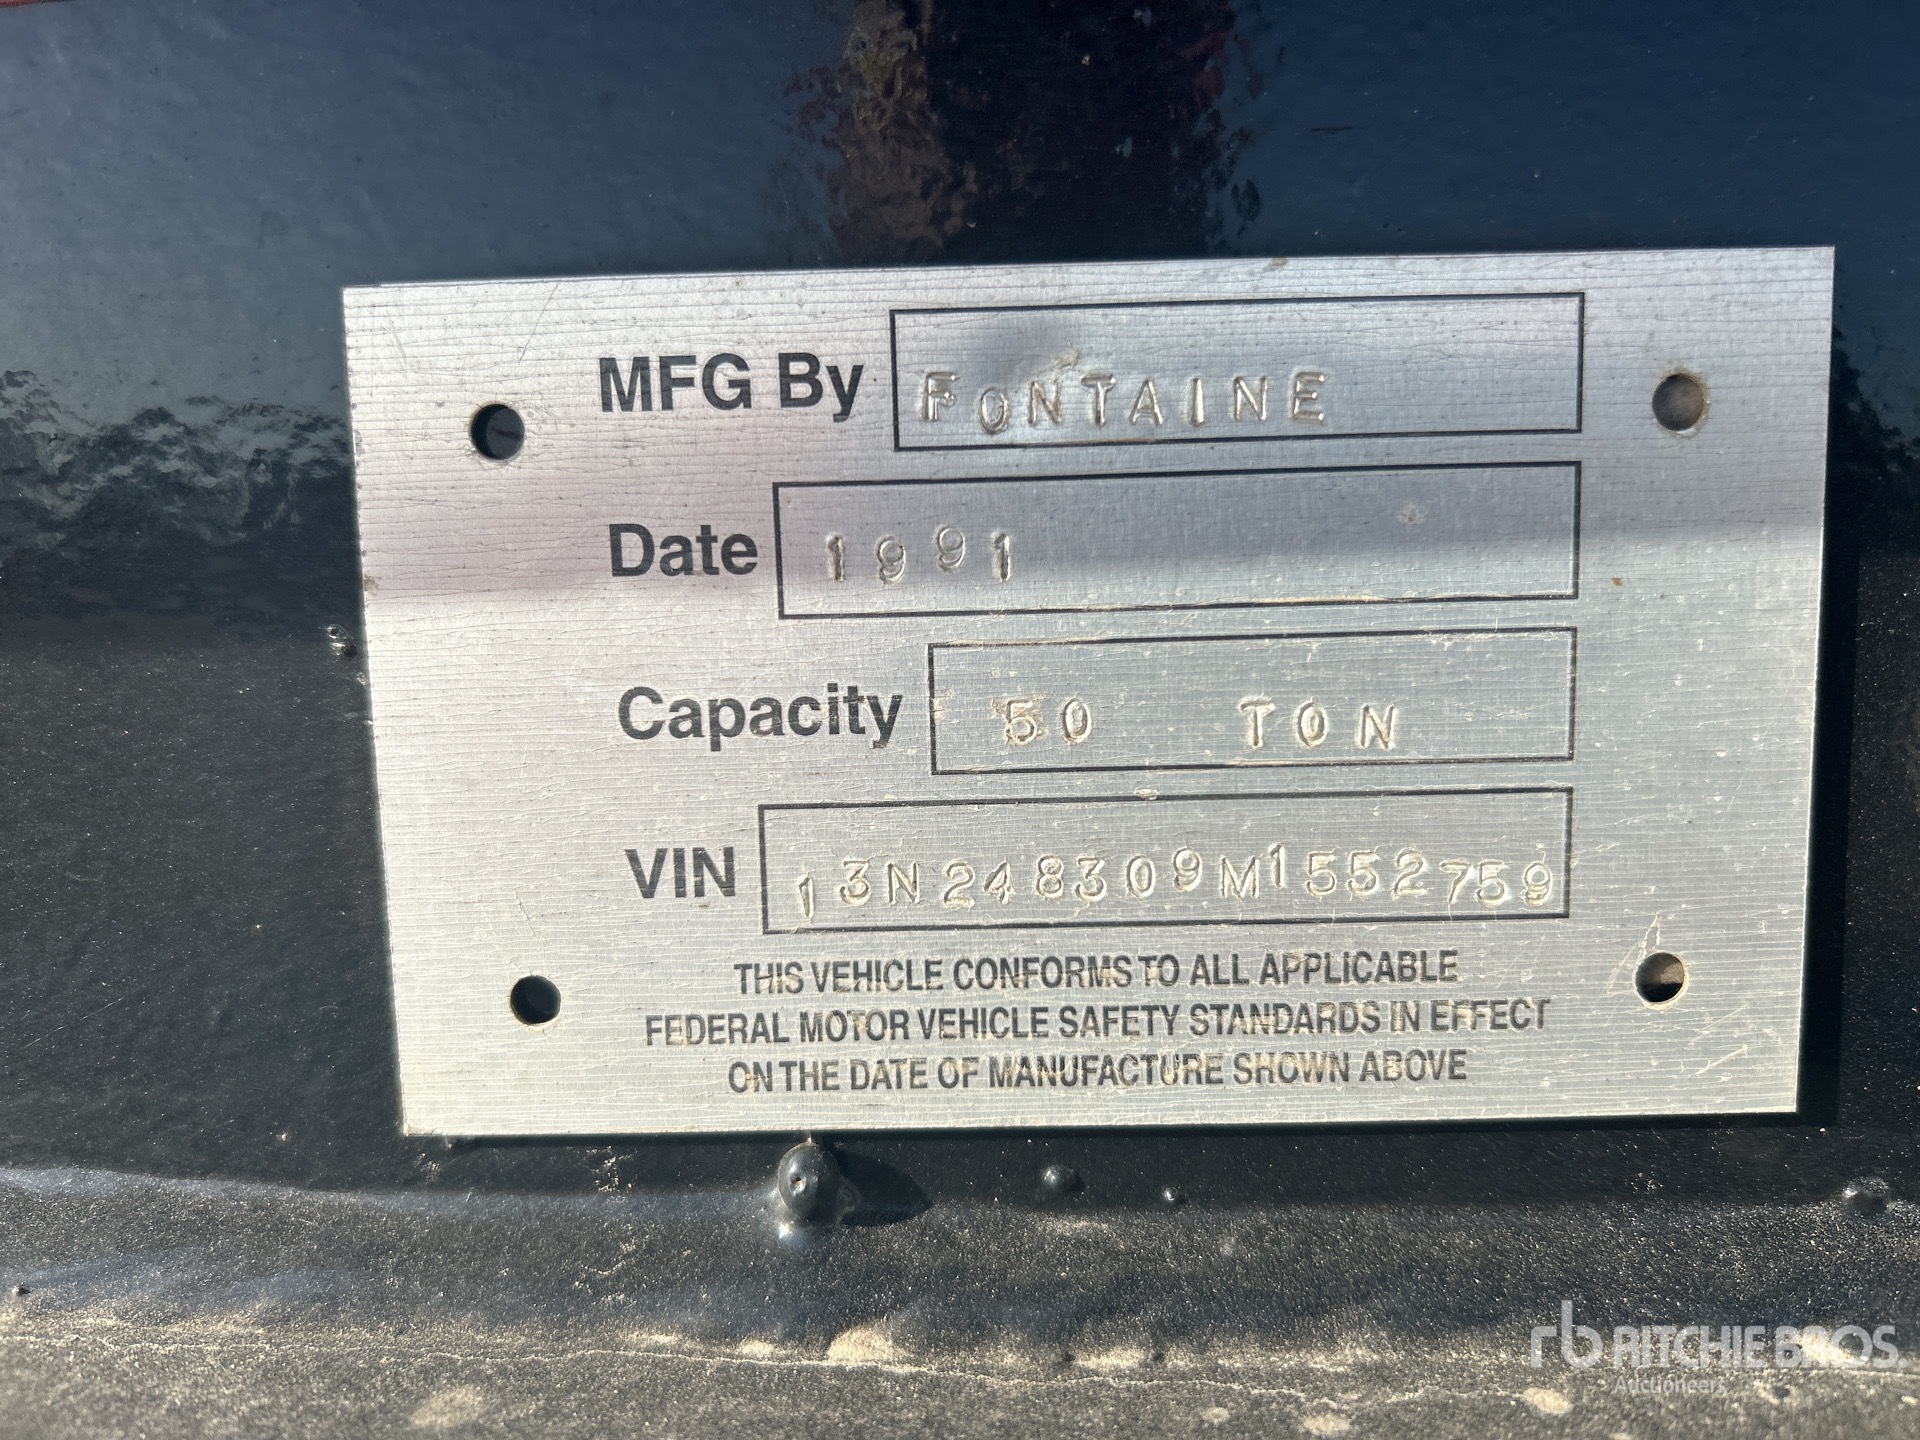 MFG By FONTAINE
Date 1991
Capacity 50 TON
VIN 13N248309M1552759
THIS VEHICLE CONFORMS TO ALL APPLICABLE
FEDERAL MOTOR VEHICLE SAFETY STANDARDS IN EFFECT
ON THE DATE OF MANUFACTURE SHOWN ABOVE
rb RITCHIE BROS.
Auctioneers